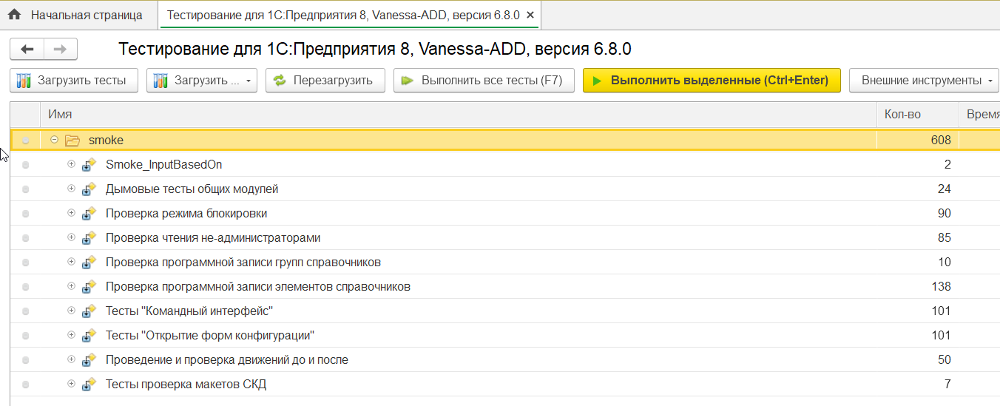 Начальная страница Тестирование для 1С:Предприятия 8, Vanessa-ADD, версия 6.8.0
Тестирование для 1С:Предприятия 8, Vanessa-ADD, версия 6.8.0
Загрузить тесты Загрузить ... Перезагрузить Выполнить все тесты (F7) Выполнить выделенные (Ctrl+Enter) Внешние инструменты
Имя Кол-во Время
smoke 608
Smoke_InputBasedOn 2
Дымовые тесты общих модулей 24
Проверка режима блокировки 90
Проверка чтения не-администраторами 85
Проверка программной записи групп справочников 10
Проверка программной записи элементов справочников 138
Тесты "Командный интерфейс" 101
Тесты "Открытие форм конфигурации" 101
Проведение и проверка движений до и после 50
Тесты проверка макетов СКД 7